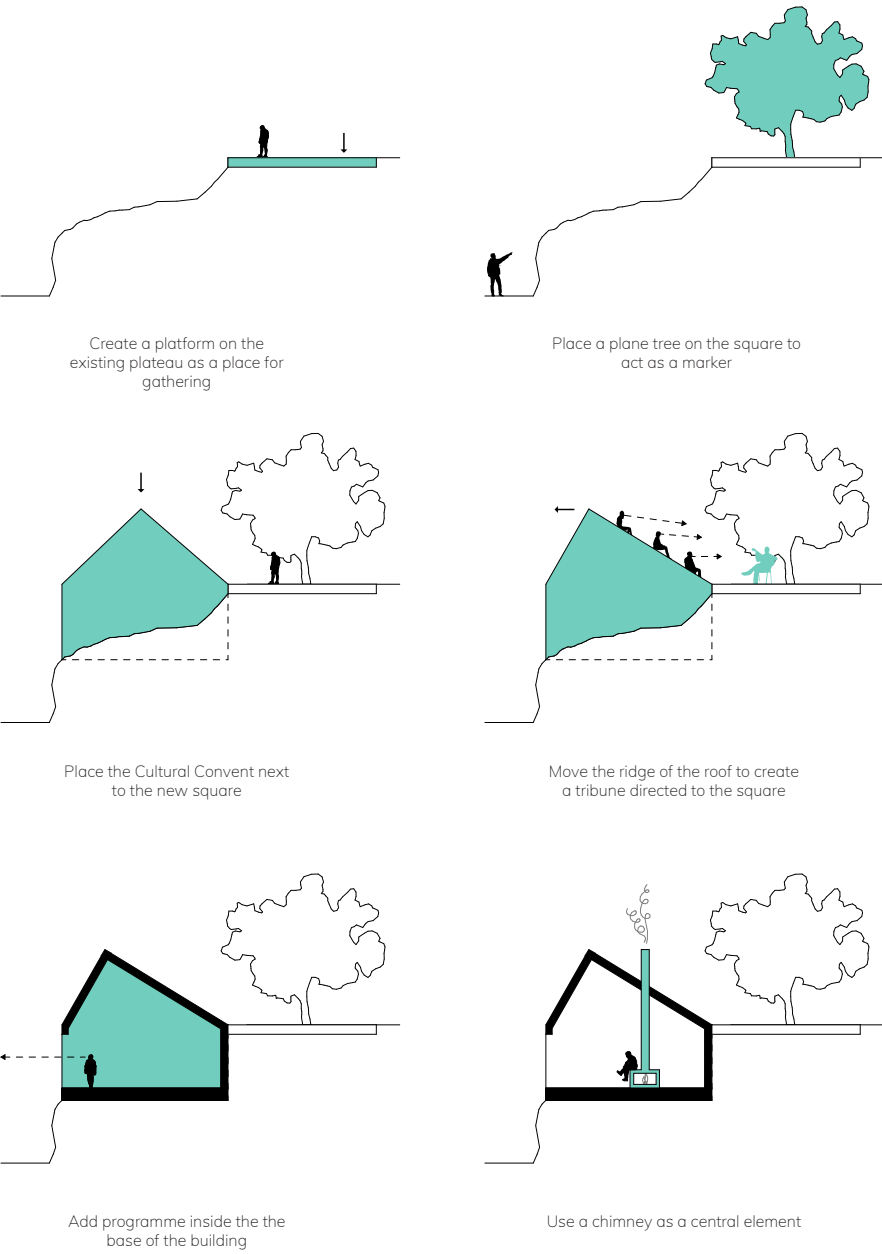 Create a platform on the
existing plateau as a place for
gathering
Place a plane tree on the square to
act as a marker
Place the Cultural Convent next
to the new square
Move the ridge of the roof to create
a tribune directed to the square
Add programme inside the the
base of the building
Use a chimney as a central element